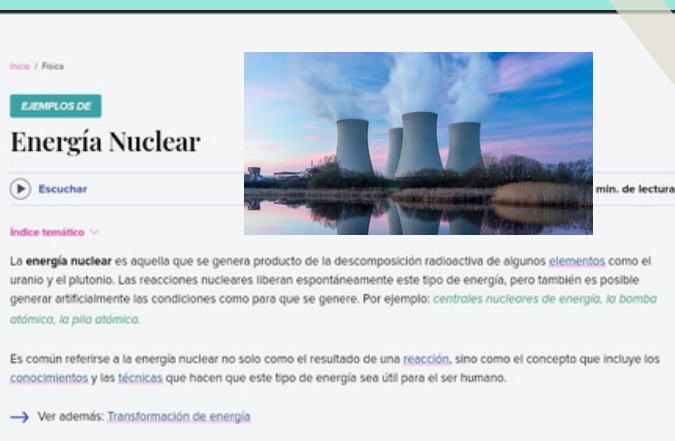 Inicio / Física
EJEMPLOS DE
Energía Nuclear
Escuchar
min. de lectura
Índice temático
La energía nuclear es aquella que se genera producto de la descomposición radioactiva de algunos elementos como el
uranio y el plutonio. Las reacciones nucleares liberan espontáneamente este tipo de energía, pero también es posible
generar artificialmente las condiciones como para que se genere. Por ejemplo: centrales nucleares de energía, la bomba
atómica, la pila atómica.
Es común referirse a la energía nuclear no solo como el resultado de una reacción, sino como el concepto que incluye los
conocimientos y las técnicas que hacen que este tipo de energía sea útil para el ser humano.
Ver además: Transformación de energía